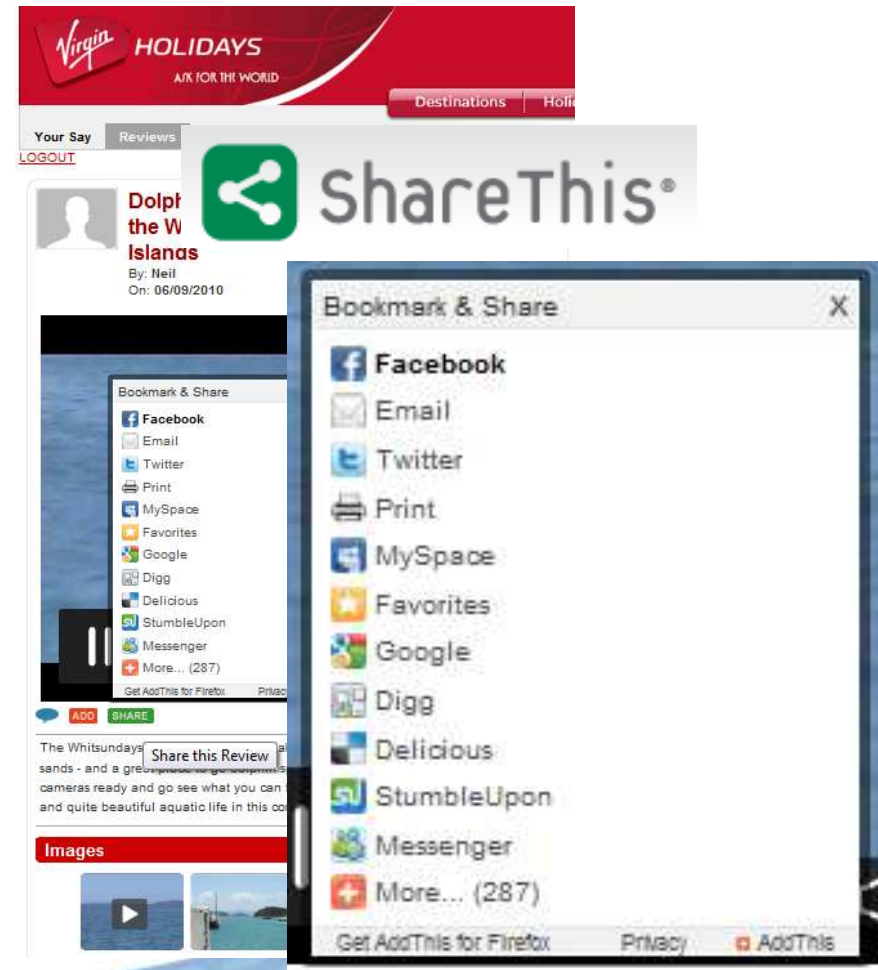 Virgin HOLIDAYS
ASK FOR THE WORLD
Destinations
Your Say Reviews
LOGOUT
ShareThis®
the W
Islands
By: Neil
On: 06/09/2010
Bookmark & Share
Facebook
Email
Twitter
Print
MySpace
Favorites
Google
Digg
Delicious
StumbleUpon
Messenger
More... (287)
Get AddThis for Firefox
ADD SHARE
The Whitsundays
Share this Review
sands - and a
cameras ready and go see what you can
and quite beautiful aquatic life in this
Images
Bookmark & Share X
Facebook
Email
Twitter
Print
MySpace
Favorites
Google
Digg
Delicious
StumbleUpon
Messenger
More... (287)
Get AddThis for Firefox Privacy AddThis